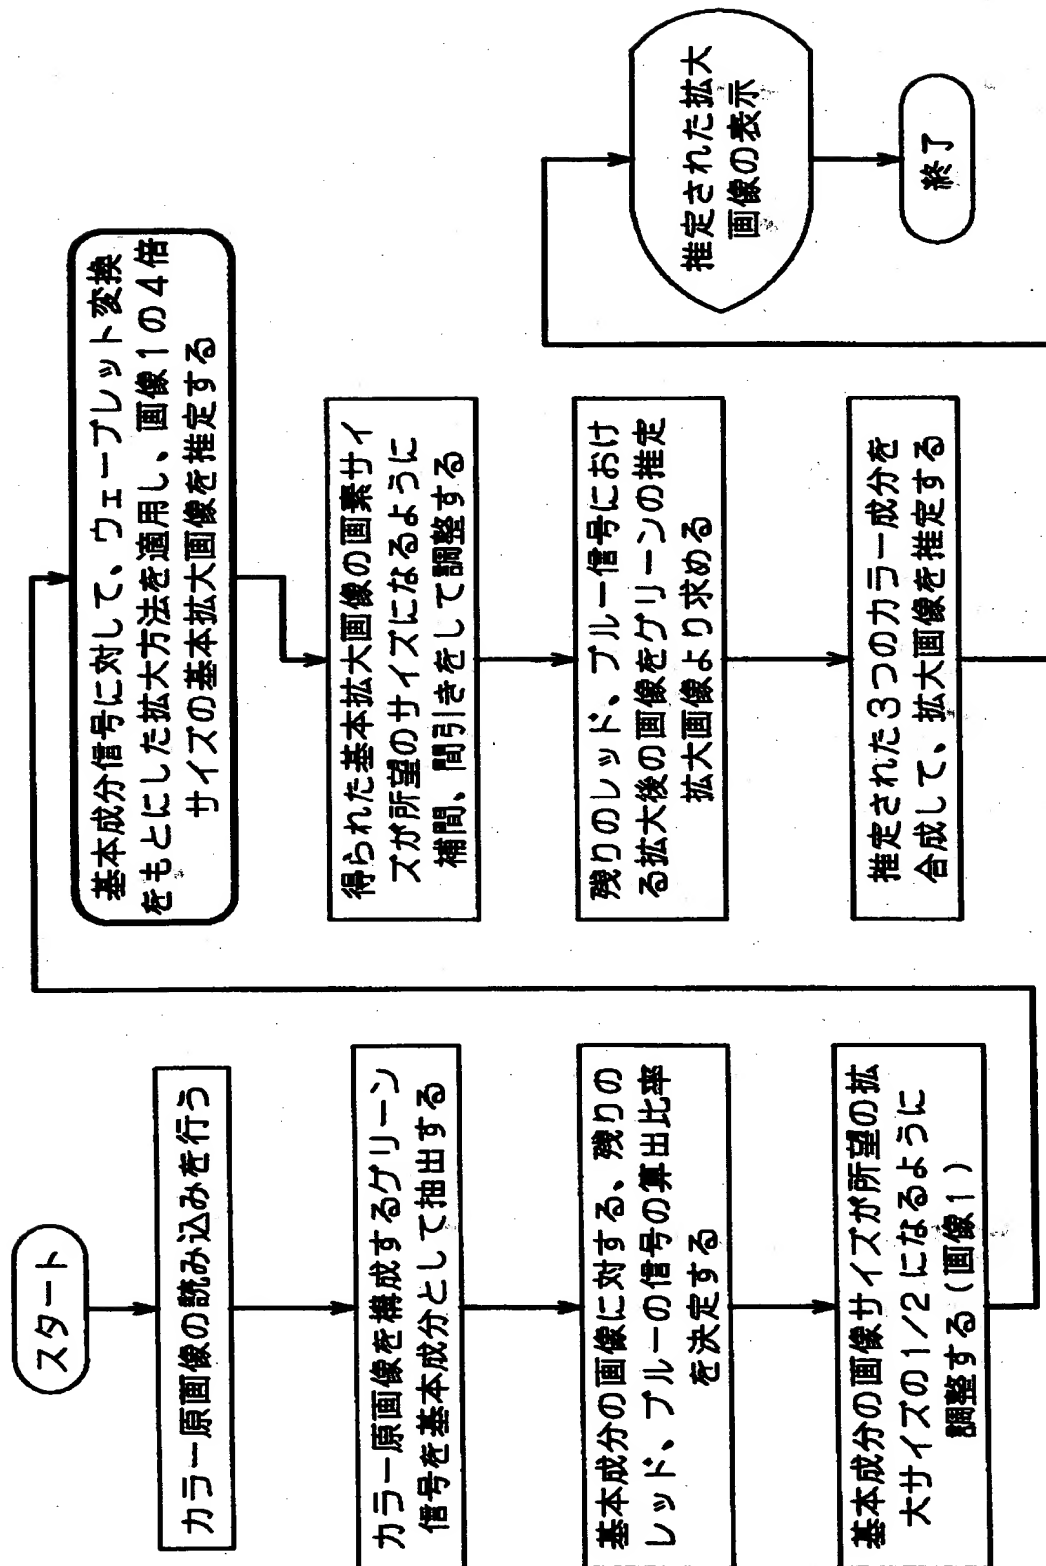 スタート
カラー原画像の読み込みを行う
カラー原画像を構成するグリーン
信号を基本成分として抽出する
基本成分の画像に対する、残りの
レッド、ブルーの信号の算出比率
を決定する
基本成分の画像サイズが所望の拡
大サイズの1/2になるように
調整する(画像1)
基本成分信号に対して、ウェーブレット変換
をもとにした拡大方法を適用し、画像1の4倍
サイズの基本拡大画像を推定する
得られた基本拡大画像の画素サイ
ズが所望のサイズになるように
補間、間引きをして調整する
残りのレッド、ブルー信号におけ
る拡大後の画像をグリーンの推定
拡大画像より求める
推定された3つのカラー成分を
合成して、拡大画像を推定する
推定された拡大
画像の表示
終了